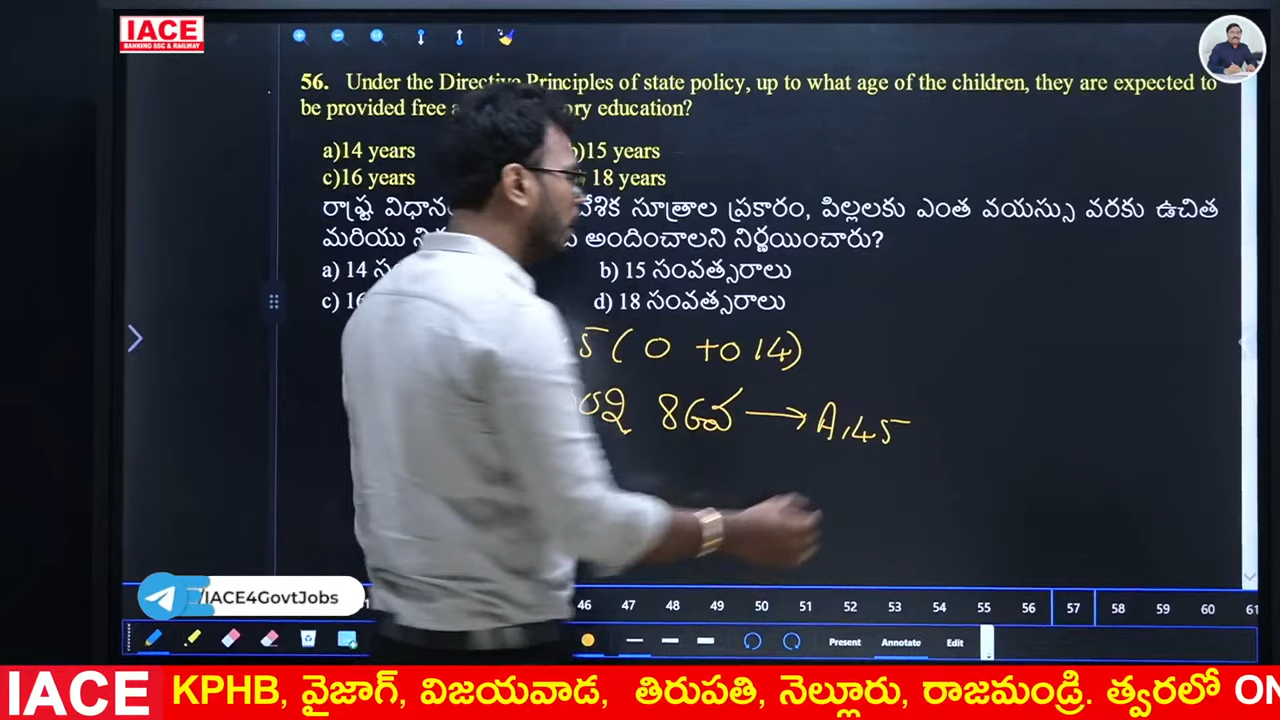 IACE
BANKING SSC & RAILWAY
56. Under the Directive Principles of state policy, up to what age of the children, they are expected to
be provided free education?
a)14 years b)15 years
c)16 years 18 years
రాష్ట్ర సూత్రాల ప్రకారం, పిల్లలకు ఎంత వయస్సు వరకు ఉచిత
మరియు అందించాలని నిర్ణయించారు?
a) 14 b) 15 సంవత్సరాలు
c) d) 18 సంవత్సరాలు
5 (0 to 14)
86వ → A.45
/IACE4GovtJobs
46 47 48 49 50 51 52 53 54 55 56 57 58 59 60 61
Present Annotate Edit
IACE KPHB, వైజాగ్, విజయవాడ, తిరుపతి, నెల్లూరు, రాజమండ్రి. త్వరలో